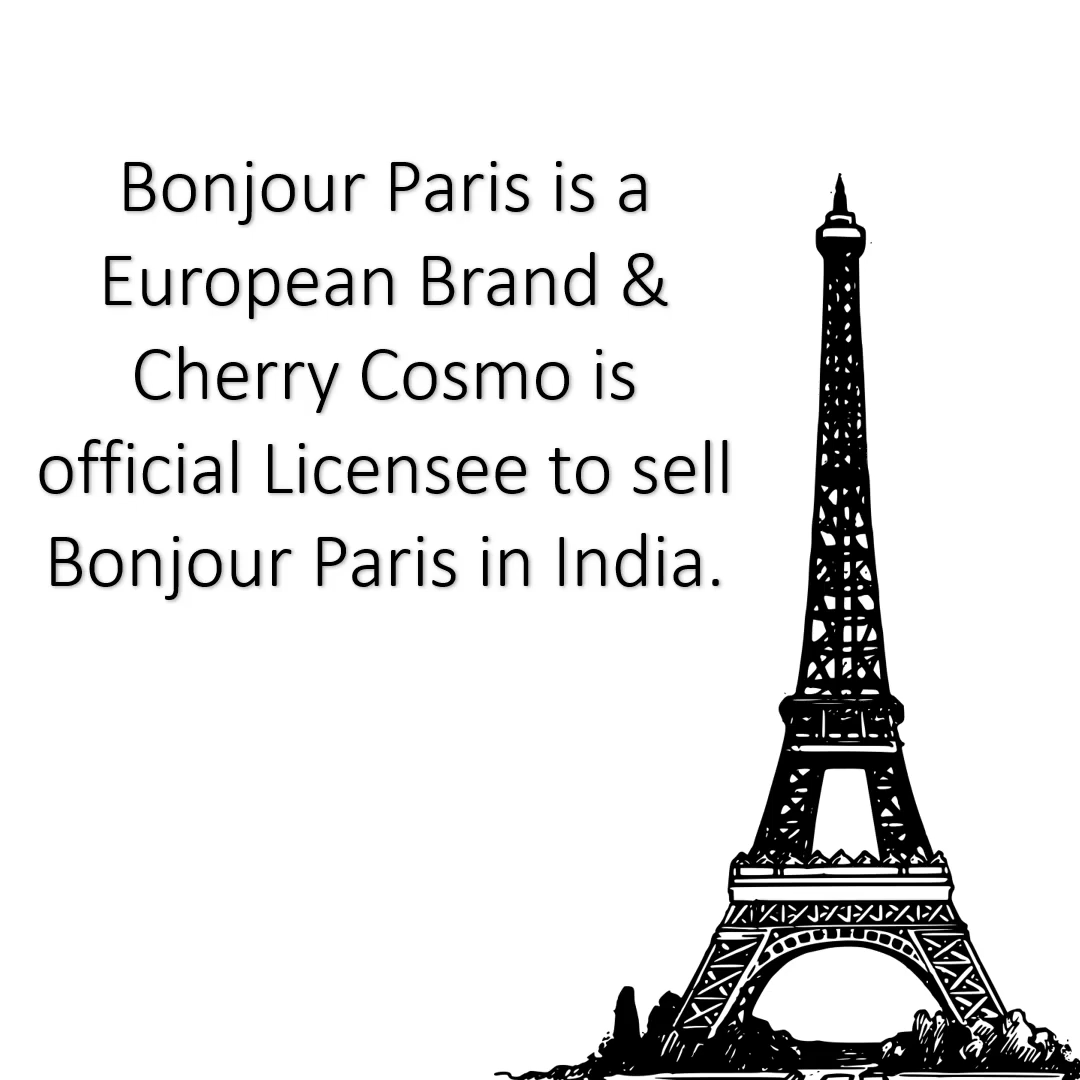 Bonjour Paris is a
European Brand &
Cherry Cosmo is
official Licensee to sell
Bonjour Paris in India.